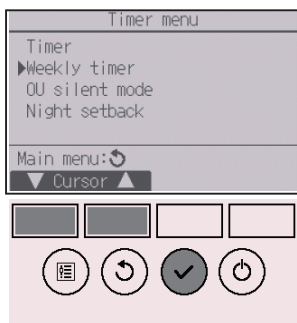 Timer menu
Timer
▶Weekly timer
OU silent mode
Night setback
Main menu:
▼ Cursor ▲